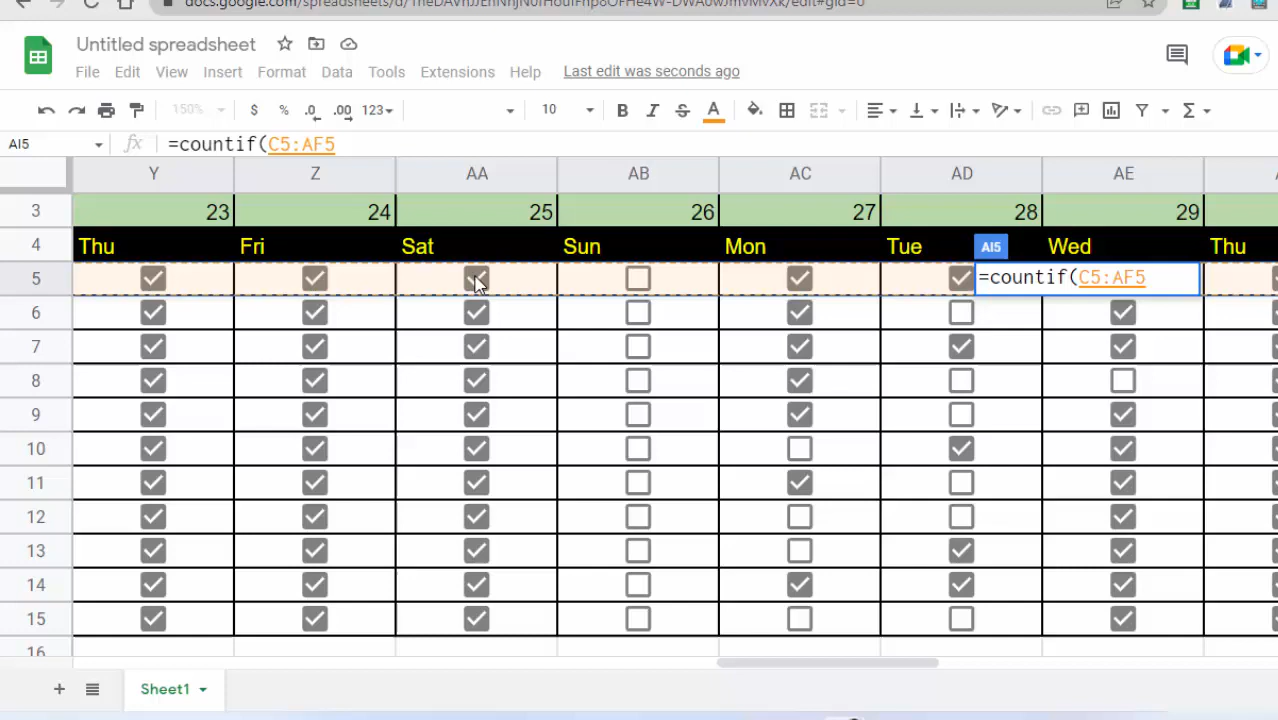 Untitled spreadsheet
File Edit View Insert Format Data Tools Extensions Help Last edit was seconds ago
150% $ % .0 .00 123 10 B I S A Σ
AI5 fx =countif(C5:AF5
Y Z AA AB AC AD AE
3 23 24 25 26 27 28 29
4 Thu Fri Sat Sun Mon Tue AI5 Wed Thu
5 =countif(C5:AF5
6
7
8
9
10
11
12
13
14
15
16
+ Sheet1